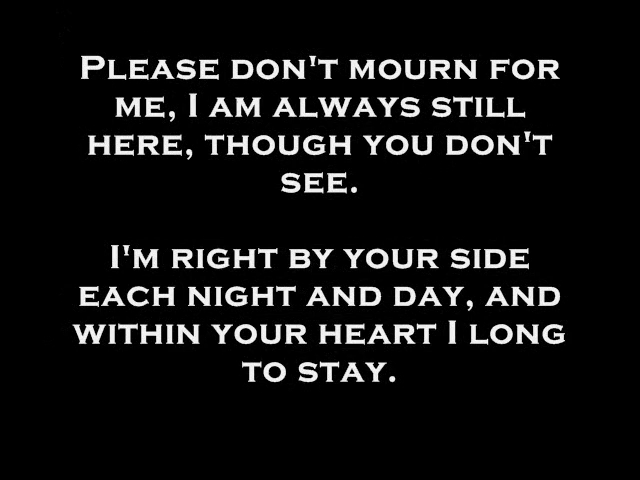 PLEASE DON'T MOURN FOR
ME, I AM ALWAYS STILL
HERE, THOUGH YOU DON'T
SEE.
I'M RIGHT BY YOUR SIDE
EACH NIGHT AND DAY, AND
WITHIN YOUR HEART I LONG
TO STAY.